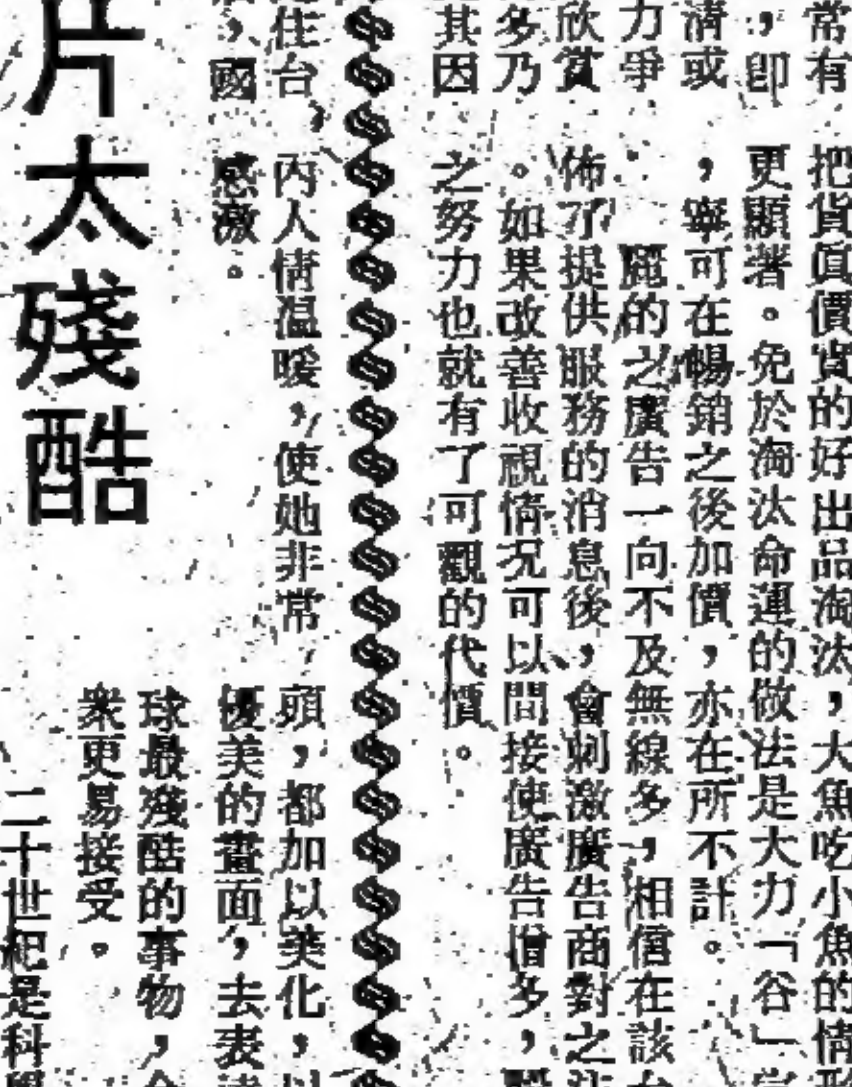 常有
，卽
清或
力爭
欣賞
多乃
其因
把貨眞價實的好出品淘汰，大魚吃小魚的情形
更顯著。免於淘汰命運的做法是大力「谷」
，寧可在暢銷之後加價，亦在所不計。
麗的之廣告一向不及無線多，相信在該
佈了提供服務的消息後，會刺激廣告商對之
。如果改善收視情況可以間接使廣告增多，
之努力也就有了可觀的代價。
住台，
，國
內人情溫暖，使她非常
感激。
片太殘酷
頭，都加以美化，以
優美的畫面，去表
球最殘酷的事物，
衆更易接受。
二十世紀是科